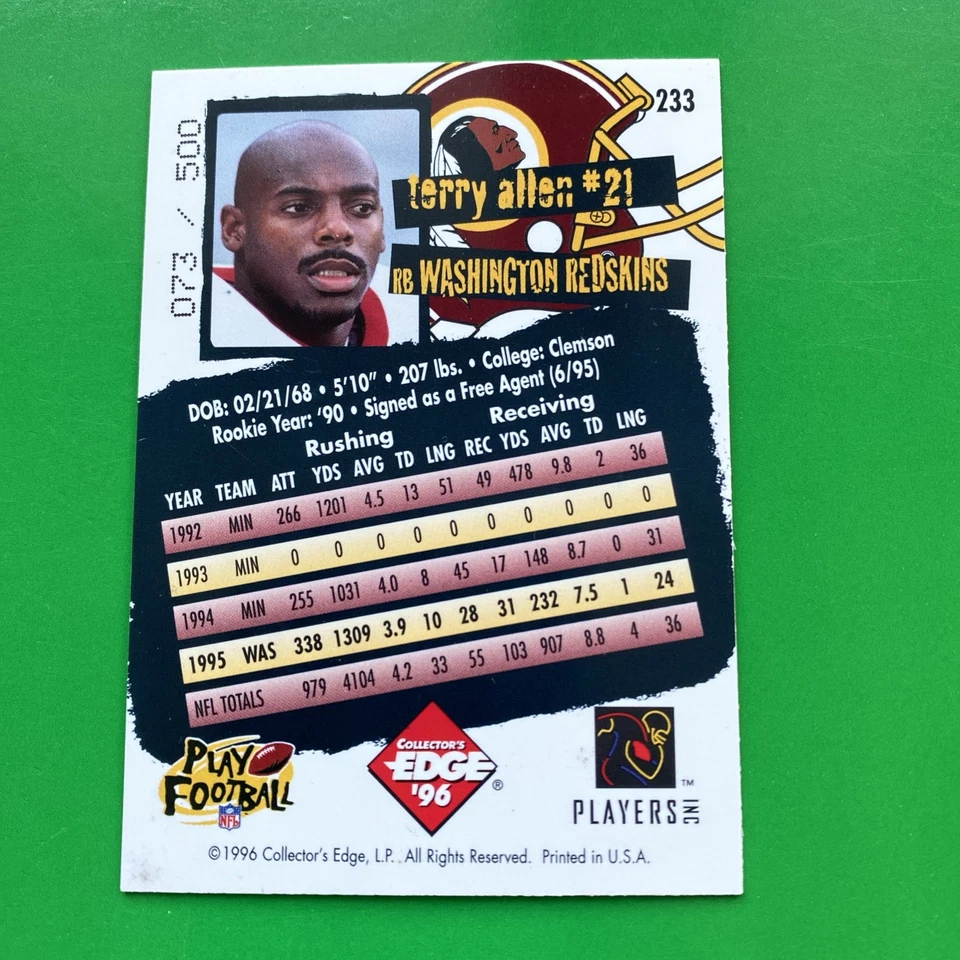 233
073 / 500
terry allen #21
RB WASHINGTON REDSKINS
DOB: 02/21/68 • 5'10" • 207 lbs. • College: Clemson
Rookie Year: '90 • Signed as a Free Agent (6/95)
Rushing Receiving
YEAR TEAM ATT YDS AVG TD LNG REC YDS AVG TD LNG
1992 MIN 266 1201 4.5 13 51 49 478 9.8 2 36
1993 MIN 0 0 0 0 0 0 0 0 0 0
1994 MIN 255 1031 4.0 8 45 17 148 8.7 0 31
1995 WAS 338 1309 3.9 10 28 31 232 7.5 1 24
NFL TOTALS 979 4104 4.2 33 55 103 907 8.8 4 36
PLAY
FOOTBALL
NFL
COLLECTOR'S
EDGE
'96
®
TM
PLAYERS INC
©1996 Collector's Edge, L.P. All Rights Reserved. Printed in U.S.A.